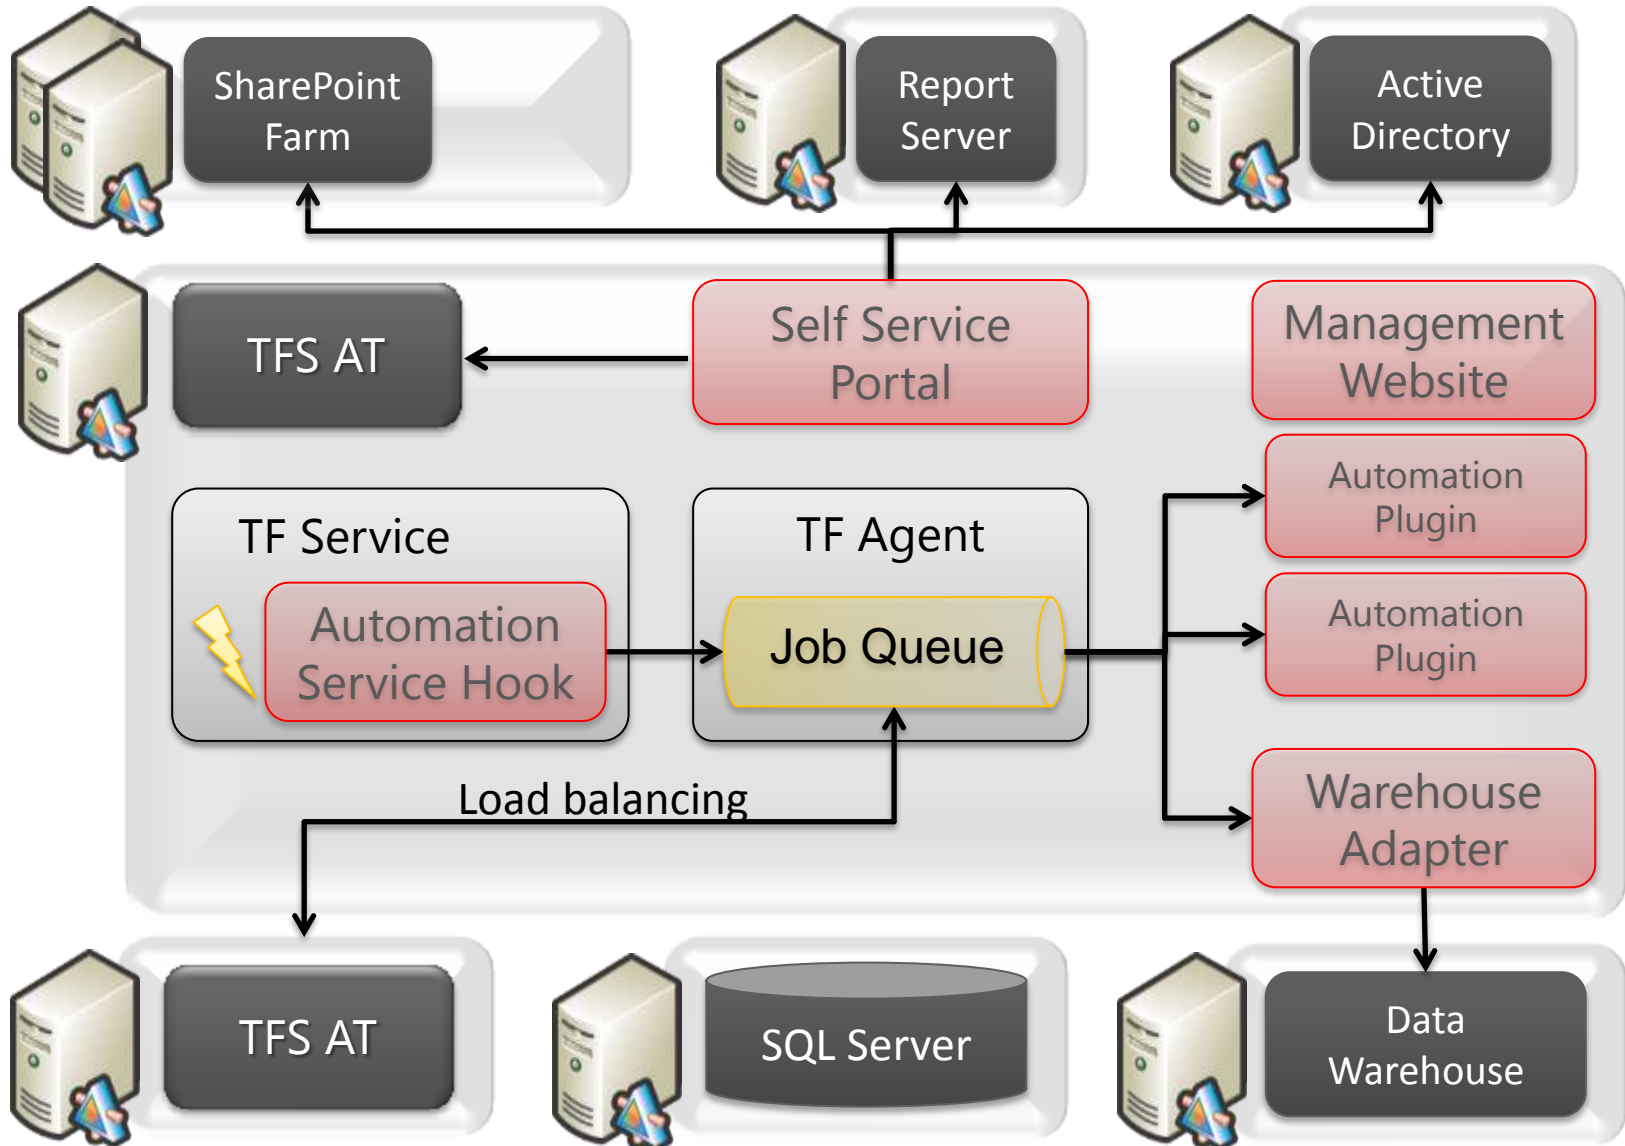 SharePoint
Farm
Report
Server
Active
Directory
TFS AT
Self Service
Portal
Management
Website
TF Service
Automation
Service Hook
TF Agent
Job Queue
Automation
Plugin
Automation
Plugin
Load balancing
Warehouse
Adapter
TFS AT
SQL Server
Data
Warehouse